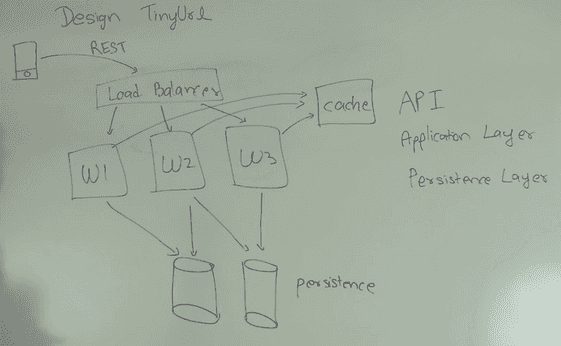 Design TinyUrl
REST
Load Balancer
cache
API
Application Layer
Persistence Layer
W1
W2
W3
persistence